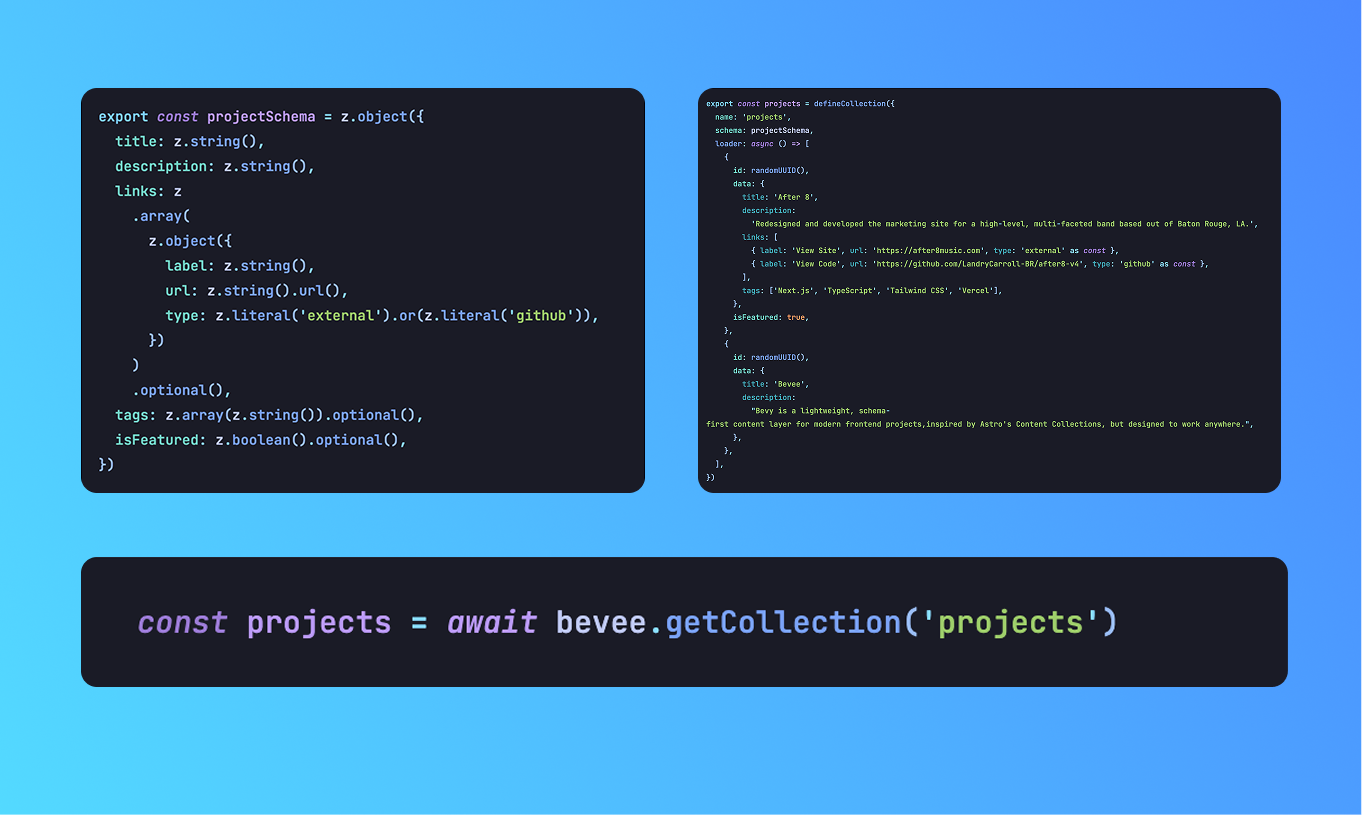 export const projectSchema = z.object({
  title: z.string(),
  description: z.string(),
  links: z
    .array(
      z.object({
        label: z.string(),
        url: z.string().url(),
        type: z.literal('external').or(z.literal('github')),
      })
    )
    .optional(),
  tags: z.array(z.string()).optional(),
  isFeatured: z.boolean().optional(),
})
export const projects = defineCollection({
  name: 'projects',
  schema: projectSchema,
  loader: async () => [
    {
      id: randomUUID(),
      data: {
        title: 'After 8',
        description:
          'Redesigned and developed the marketing site for a high-level, multi-faceted band based out of Baton Rouge, LA.',
        links: [
          { label: 'View Site', url: 'https://after8music.com', type: 'external' as const },
          { label: 'View Code', url: 'https://github.com/LandryCarroll-BR/after8-v4', type: 'github' as const },
        ],
        tags: ['Next.js', 'TypeScript', 'Tailwind CSS', 'Vercel'],
      },
      isFeatured: true,
    },
    {
      id: randomUUID(),
      data: {
        title: 'Bevee',
        description:
          "Bevy is a lightweight, schema-
first content layer for modern frontend projects,inspired by Astro's Content Collections, but designed to work anywhere.",
      },
    },
  ],
})
const projects = await bevee.getCollection('projects')